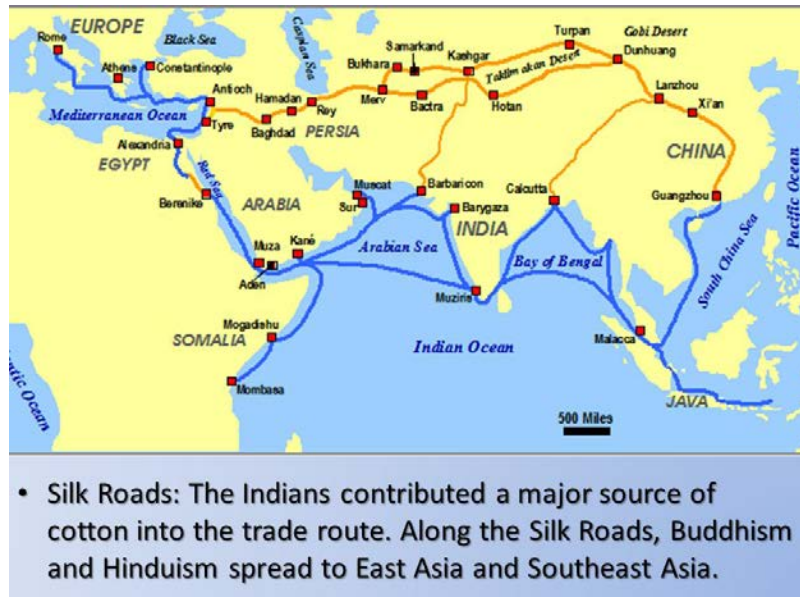 EUROPE
Rome
Black Sea
Caspian Sea
Turpan
Gobi Desert
Samarkand
Bukhara
Kashgar
Dunhuang
Athens
Constantinople
Taklimakan Desert
Antioch
Hamadan
Merv
Bactra
Hotan
Lanzhou
Xi'an
Mediterranean Ocean
Tyre
Baghdad
Rey
PERSIA
Alexandria
CHINA
EGYPT
Red Sea
Pacific Ocean
Berenike
ARABIA
Muscat
Sur
Barbaricon
Calcutta
Guangzhou
Barygaza
INDIA
Muza
Kané
Arabian Sea
Bay of Bengal
South China Sea
Aden
Muziris
SOMALIA
Mogadishu
Indian Ocean
Malacca
Mombasa
ntic Ocean
JAVA
500 Miles
• Silk Roads: The Indians contributed a major source of
cotton into the trade route. Along the Silk Roads, Buddhism
and Hinduism spread to East Asia and Southeast Asia.